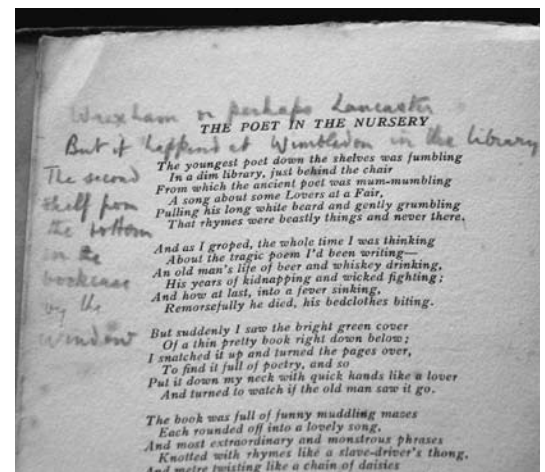 Wrexham or perhaps Lancaster
THE POET IN THE NURSERY
But it happened at Wimbledon in the library
The second
shelf from
the bottom
in the
bookcase
by the
window
The youngest poet down the shelves was fumbling
In a dim library, just behind the chair
From which the ancient poet was mum-mumbling
A song about some Lovers at a Fair,
Pulling his long white beard and gently grumbling
That rhymes were beastly things and never there.
And as I groped, the whole time I was thinking
About the tragic poem I'd been writing—
An old man's life of beer and whiskey drinking,
His years of kidnapping and wicked fighting;
And how at last, into a fever sinking,
Remorsefully he died, his bedclothes biting.
But suddenly I saw the bright green cover
Of a thin pretty book right down below;
I snatched it up and turned the pages over,
To find it full of poetry, and so
Put it down my neck with quick hands like a lover
And turned to watch if the old man saw it go.
The book was full of funny muddling mazes
Each rounded off into a lovely song,
And most extraordinary and monstrous phrases
Knotted with rhymes like a slave-driver's thong,
And metre twisting like a chain of daisies